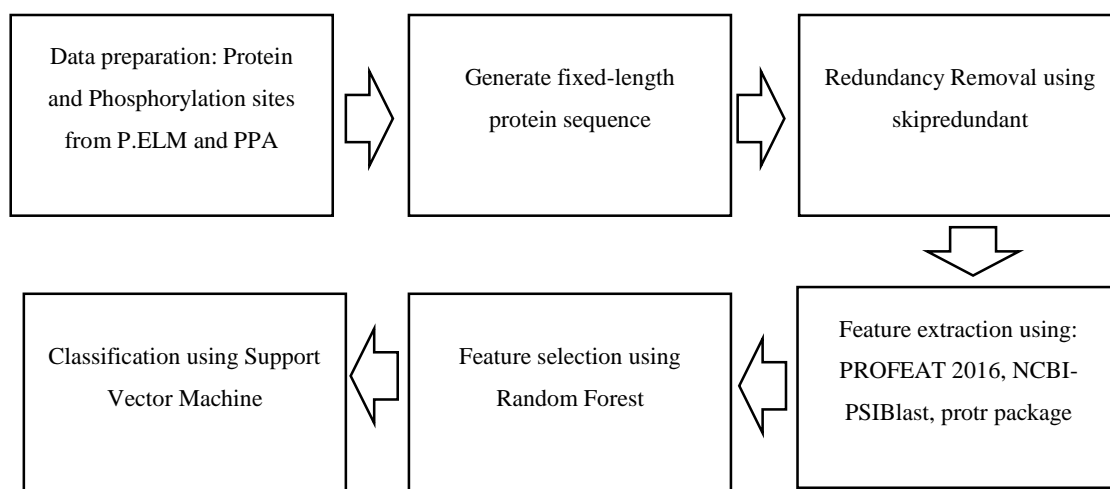 Data preparation: Protein
and Phosphorylation sites
from P.ELM and PPA
Generate fixed-length
protein sequence
Redundancy Removal using
skipredundant
Feature extraction using:
PROFEAT 2016, NCBI-
PSIBlast, protr package
Feature selection using
Random Forest
Classification using Support
Vector Machine